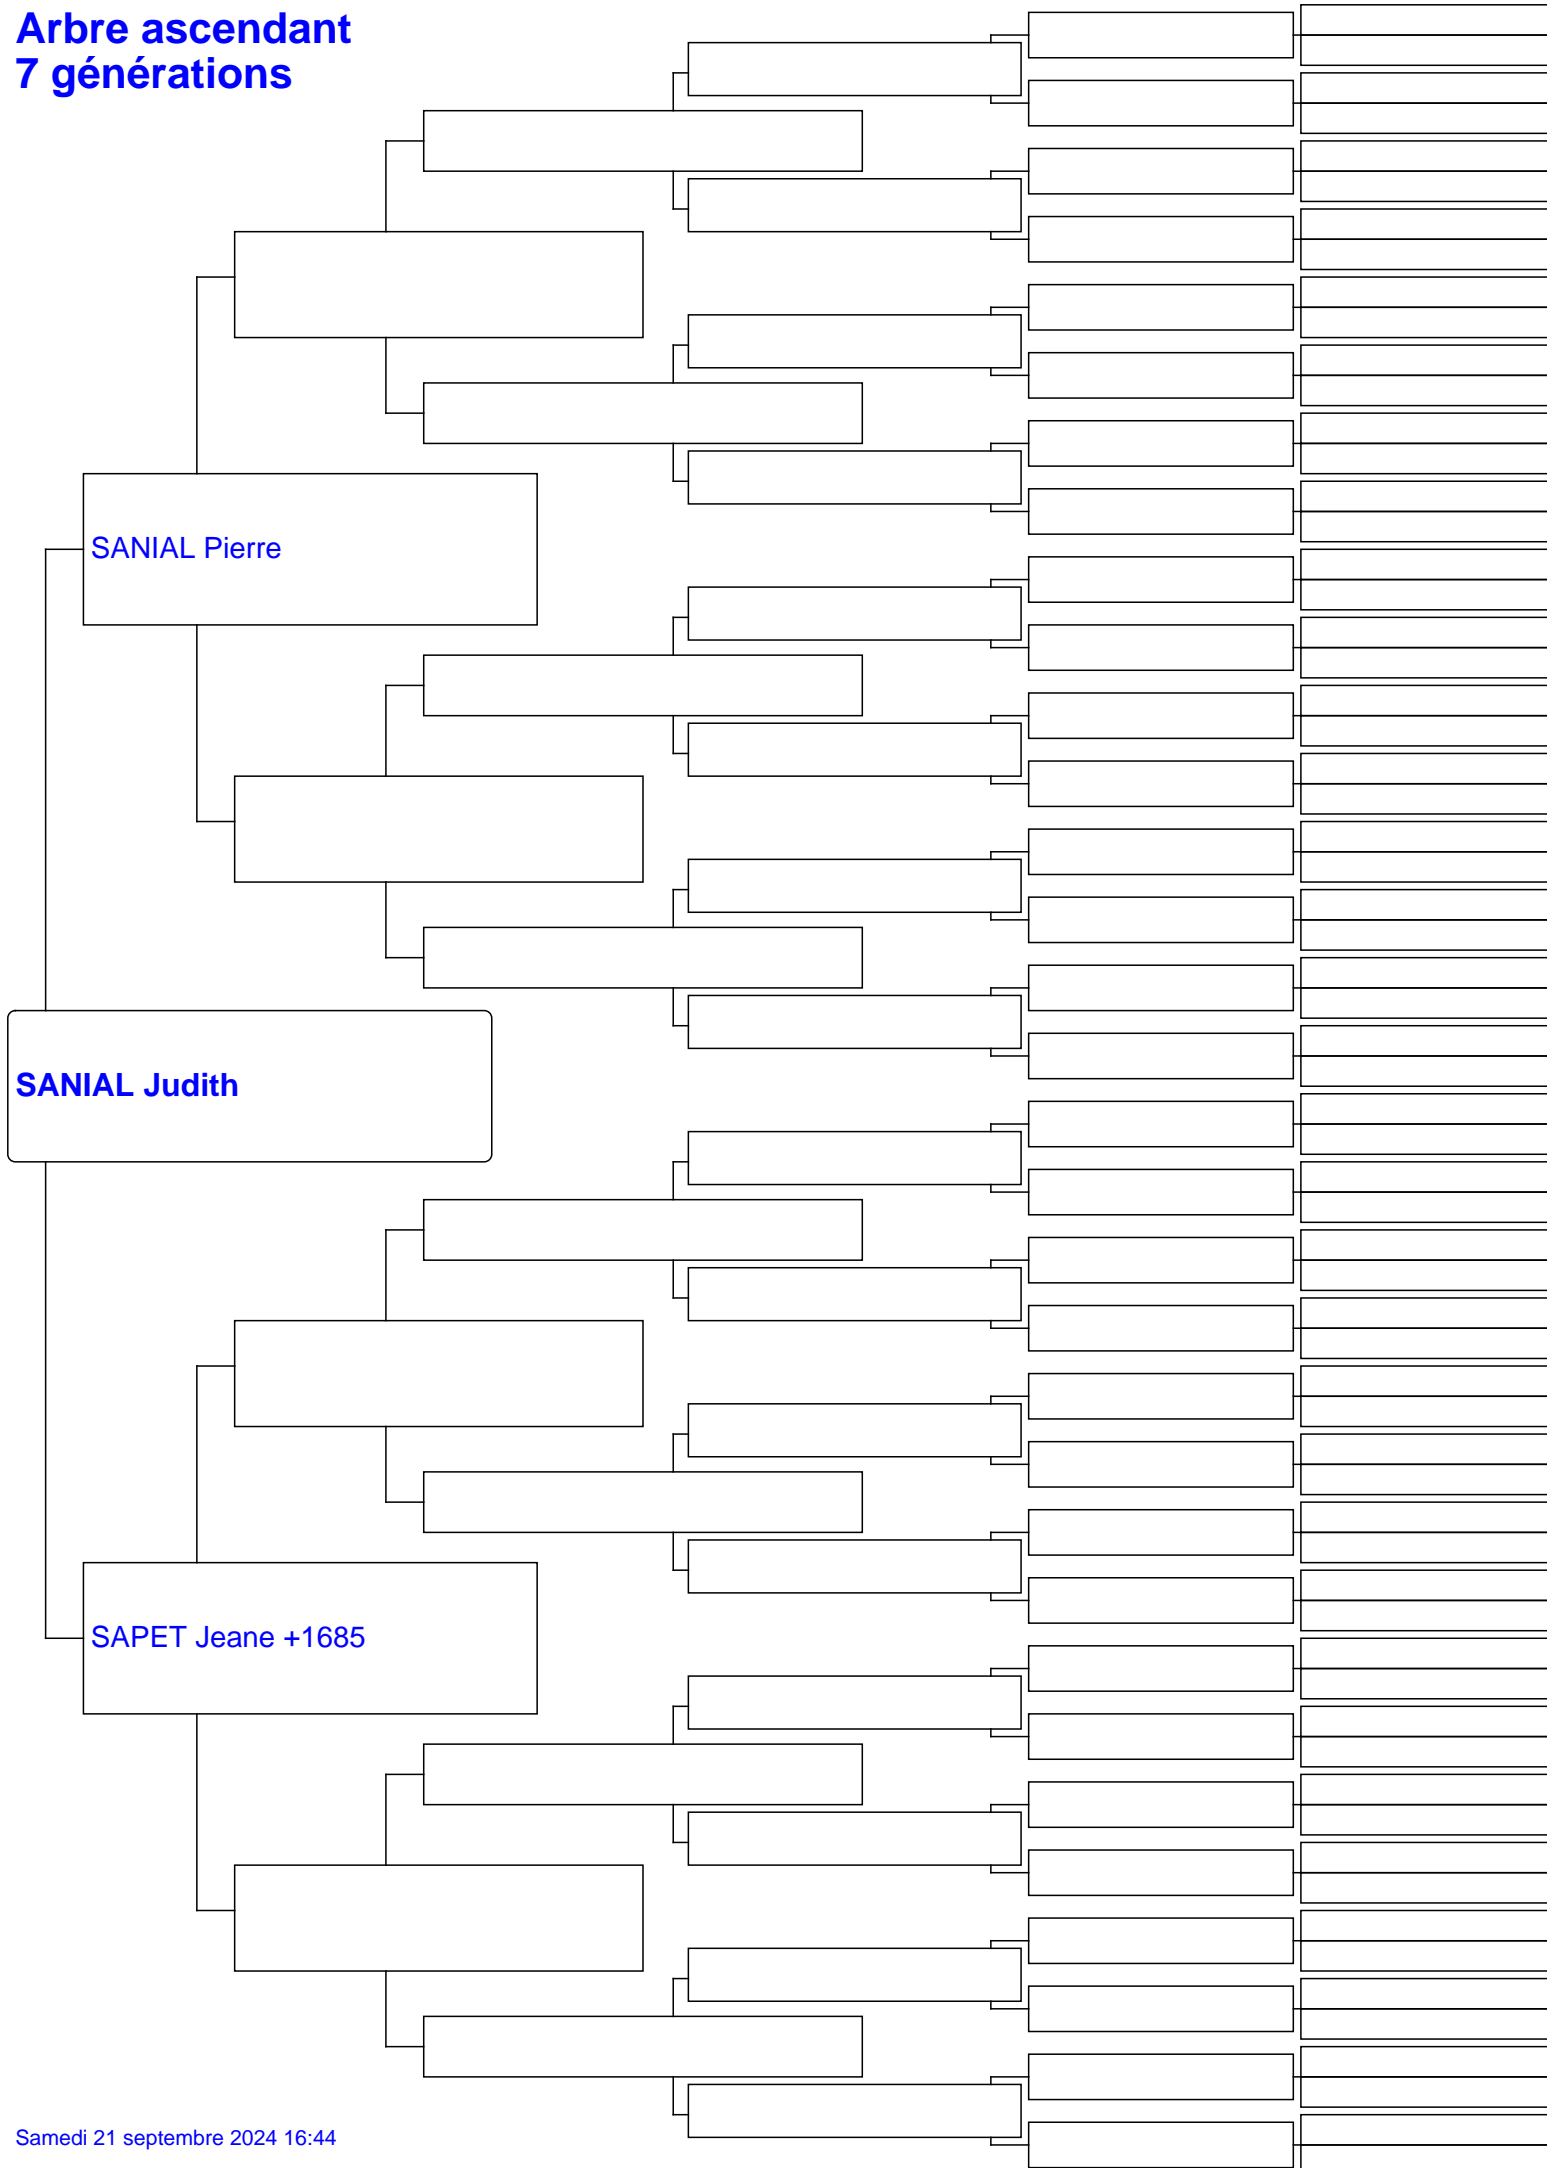 Arbre ascendant
7 générations
SANIAL Pierre
SANIAL Judith
SAPET Jeane +1685
Samedi 21 septembre 2024 16:44